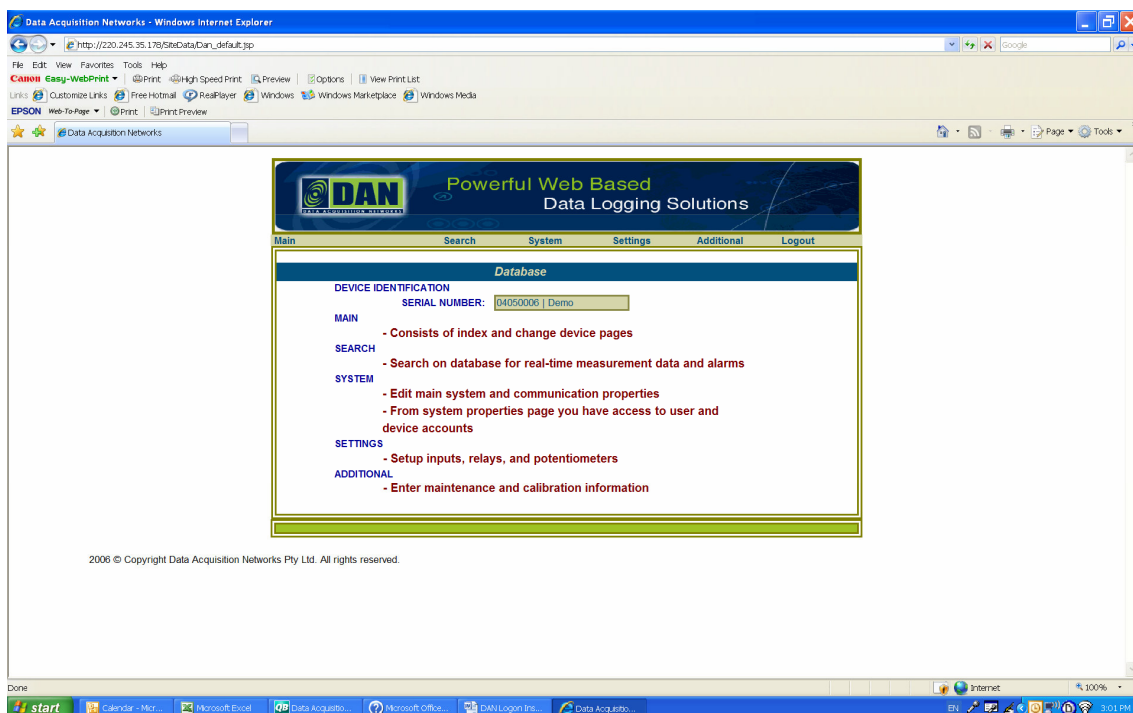 Data Acquisition Networks - Windows Internet Explorer
http://220.245.35.178/SiteData/Dan_default.jsp
Google
File Edit View Favorites Tools Help
Canon Easy-WebPrint Print High Speed Print Preview Options View Print List
Links Customize Links Free Hotmail RealPlayer Windows Windows Marketplace Windows Media
EPSON Web-To-Page Print Print Preview
Data Acquisition Networks Page Tools
DAN
DATA ACQUISITION NETWORKS
Powerful Web Based
Data Logging Solutions
Main Search System Settings Additional Logout
Database
DEVICE IDENTIFICATION
SERIAL NUMBER: 04050006 | Demo
MAIN
- Consists of index and change device pages
SEARCH
- Search on database for real-time measurement data and alarms
SYSTEM
- Edit main system and communication properties
- From system properties page you have access to user and
device accounts
SETTINGS
- Setup inputs, relays, and potentiometers
ADDITIONAL
- Enter maintenance and calibration information
2006 © Copyright Data Acquisition Networks Pty Ltd. All rights reserved.
Done Internet 100%
start Calendar - Micr... Microsoft Excel Data Acquisitio... Microsoft Office... DAN Logon Ins... Data Acquisitio... EN 3:01 PM